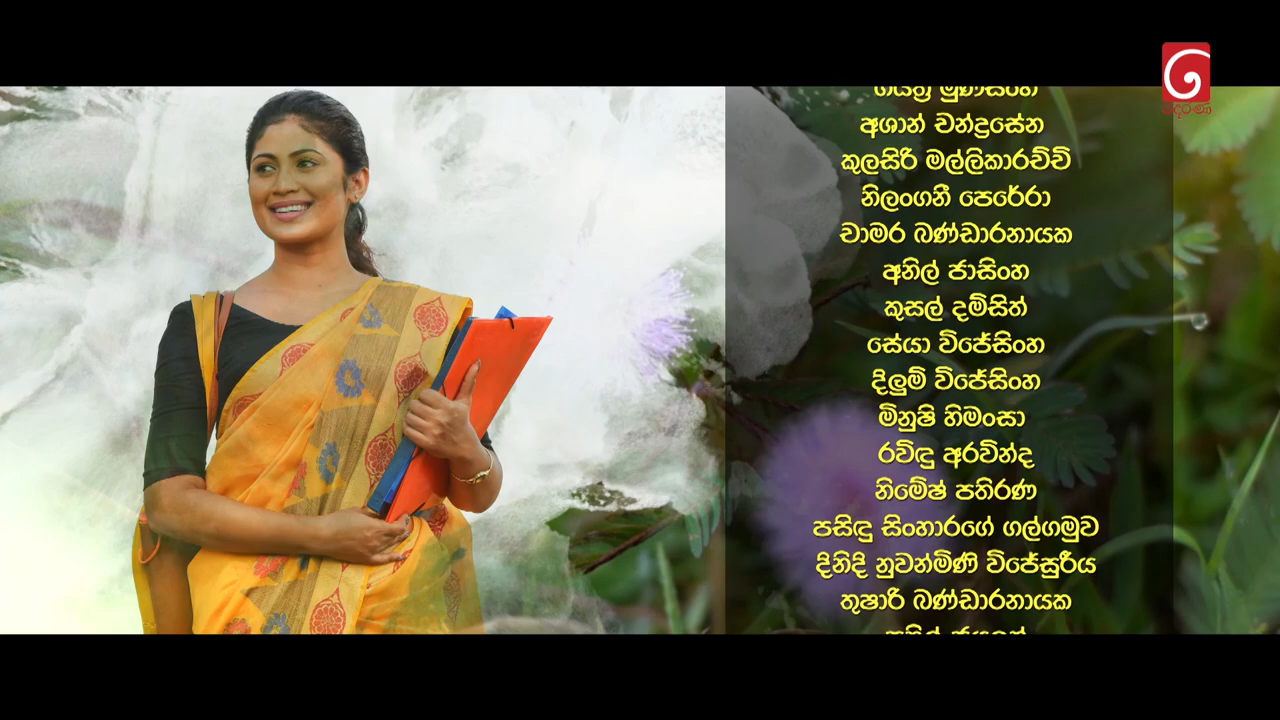 අශාන් චන්ද්‍රසේන
කුලසිරි මල්ලිකාරච්චි
නිලංගනී පෙරේරා
චාමර බණ්ඩාරනායක
අනිල් ජාසිංහ
කුසල් දම්සිත්
සේයා විජේසිංහ
දිලුම් විජේසිංහ
මිනුෂි හිමංසා
රවිඳු අරවින්ද
නිමේෂ් පතිරණ
පසිඳු සිංහාරගේ ගල්ගමුව
දිනිදි නුවන්මිණි විජේසුරීය
තුෂාරි බණ්ඩාරනායක